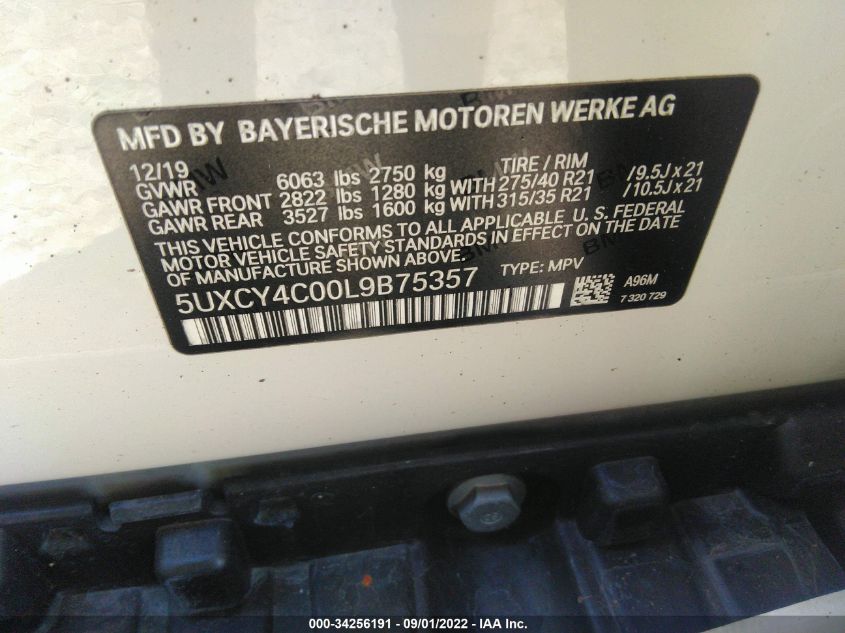 MFD BY BAYERISCHE MOTOREN WERKE AG
12/19 TIRE / RIM
GVWR 6063 lbs 2750 kg
GAWR FRONT 2822 lbs 1280 kg WITH 275/40 R21 /9.5J x 21
GAWR REAR 3527 lbs 1600 kg WITH 315/35 R21 /10.5J x 21
THIS VEHICLE CONFORMS TO ALL APPLICABLE U. S. FEDERAL
MOTOR VEHICLE SAFETY STANDARDS IN EFFECT ON THE DATE
OF MANUFACTURE SHOWN ABOVE.
5UXCY4C00L9B75357 TYPE: MPV A96M
7 320 729
000-34256191 - 09/01/2022 - IAA Inc.